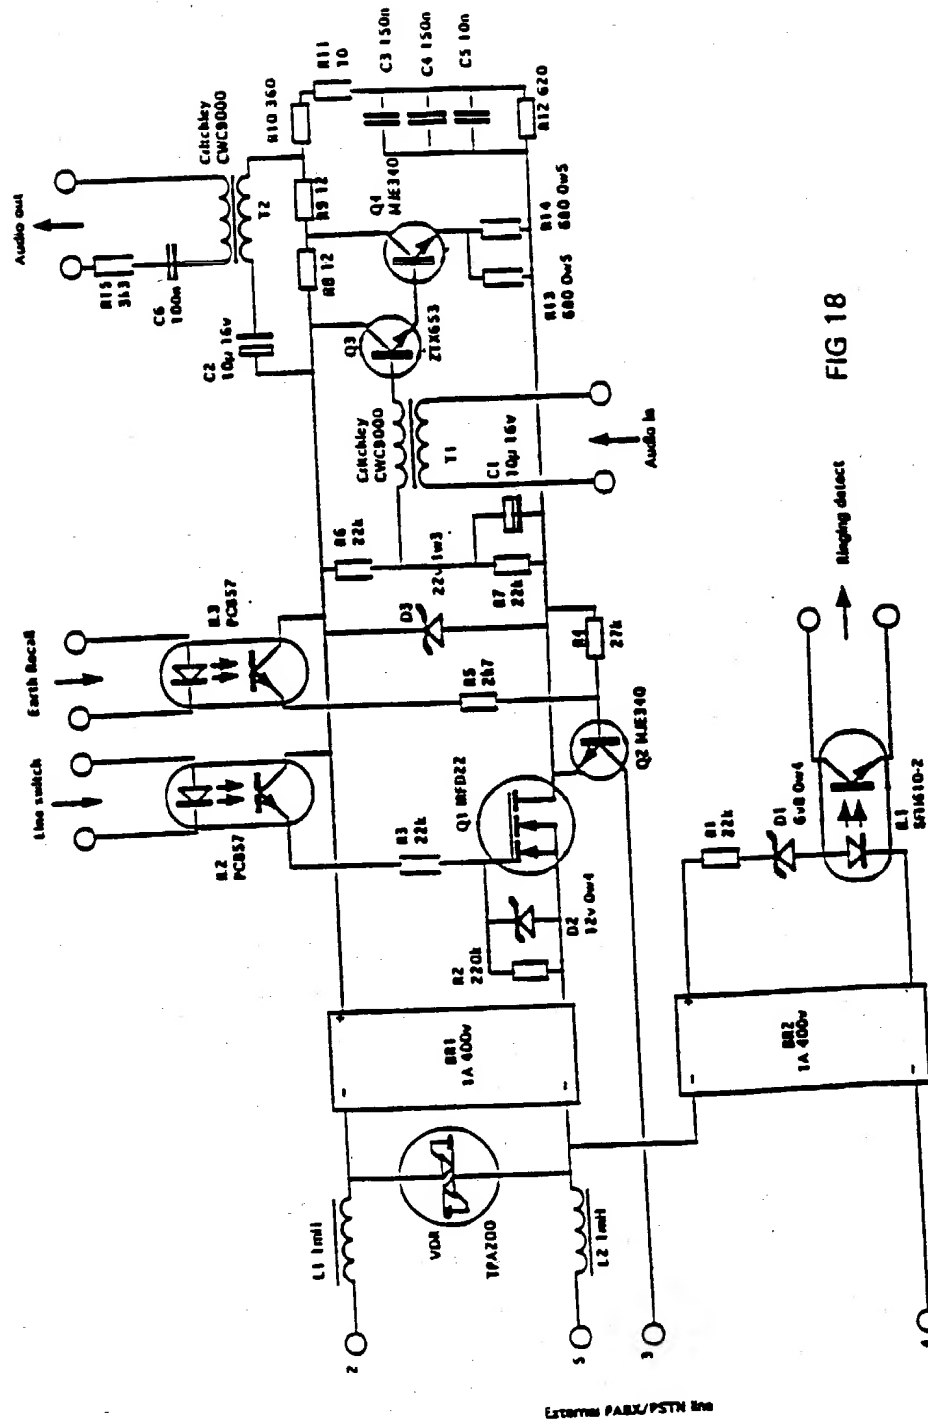 Audio out
Critchley
CWC9000
R15
3k3
C6
100n
T2
C2
10µ 16v
R10 360
R11
10
C3 150n
C4 150n
C5 10n
R12 620
R9 12
R8 12
Q4
MJE340
Q3
ZTX653
R14
680 0w5
R13
680 0w5
Critchley
CWC9000
T1
Audio in
C1
10µ 16v
R6
22k
R7
22k
D3
22v 1w3
Earth Recall
IL3
PC857
Line switch
IL2
PC857
R5
2k7
R4
27k
Q2 MJE340
R3
22k
Q1 IRFD22
D2
12v 0w4
R2
220k
+
-
BR1
1A 400v
-
VDR
TPA200
L1 1mH
L2 1mH
2
5
3
4
External PABX/PSTN line
BR2
1A 400v
+
-
-
R1
22k
D1
6v8 0w4
IL1
Ringing detect
FIG 18